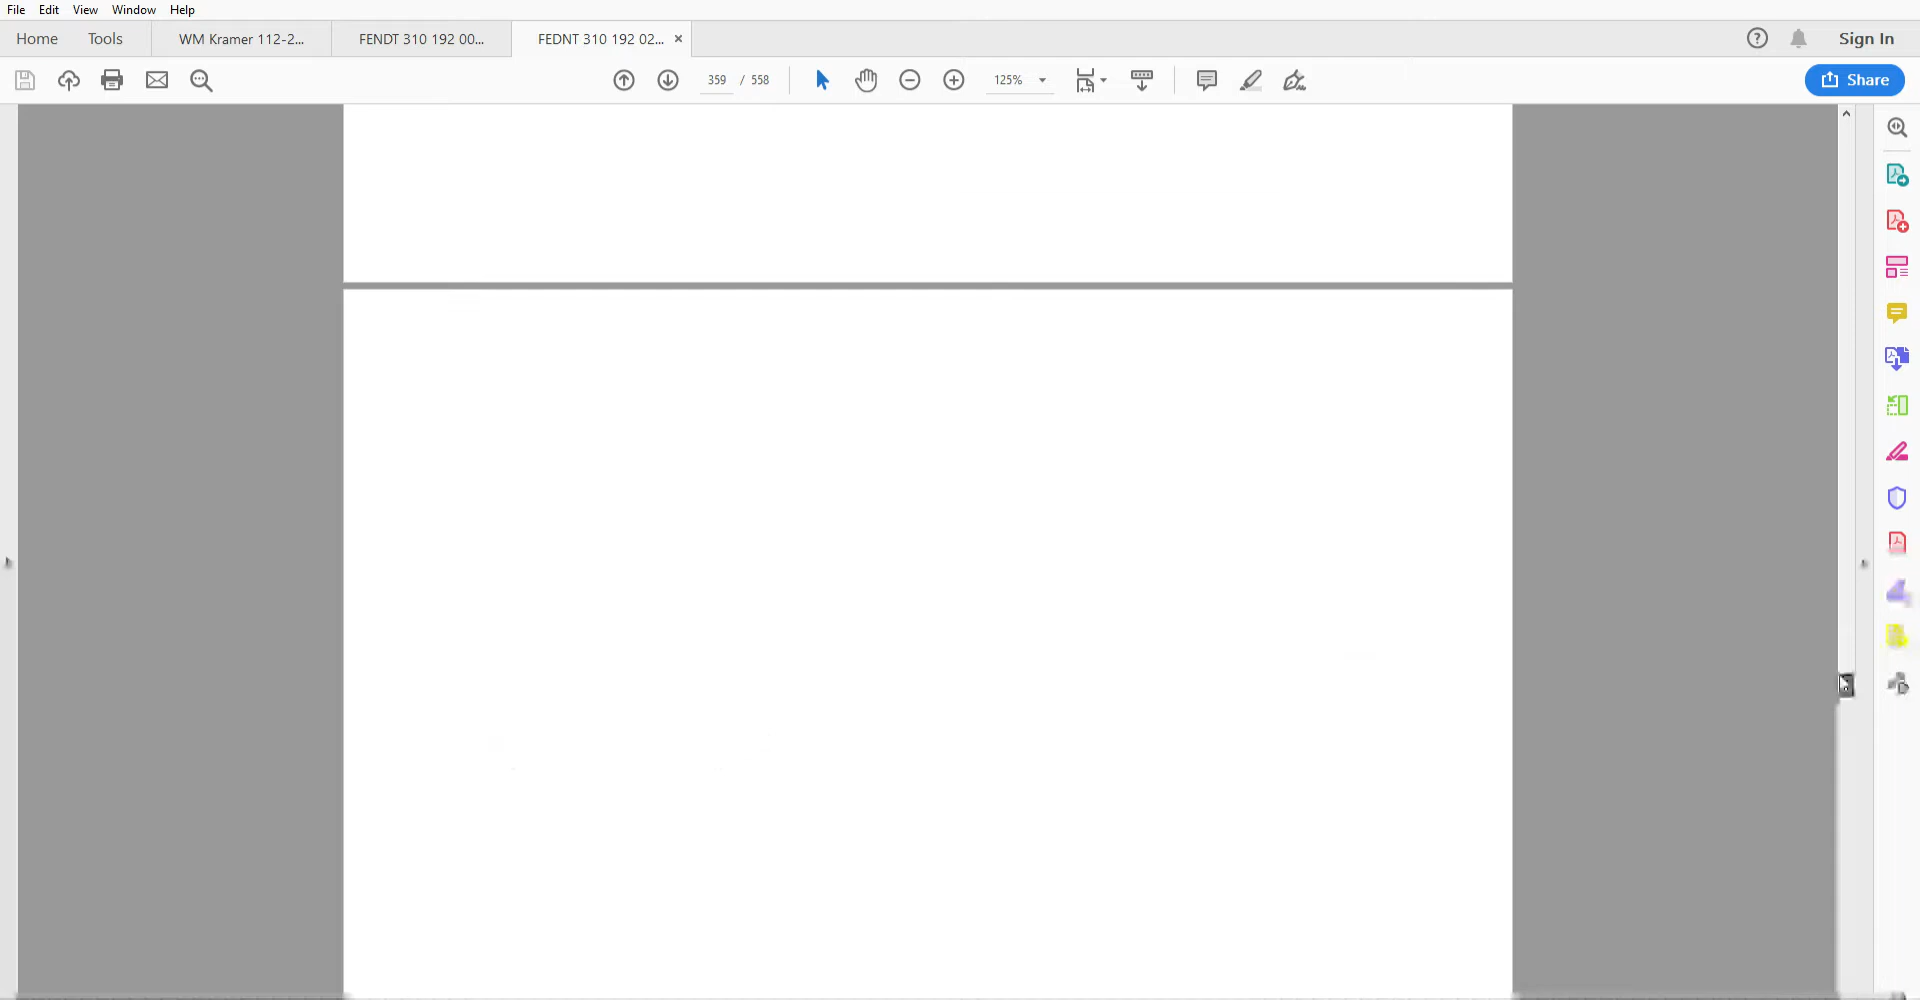 File Edit View Window Help
Home Tools WM Kramer 112-2... FENDT 310 192 00... FEDNT 310 192 02... × Sign In
359 / 558 125% Share